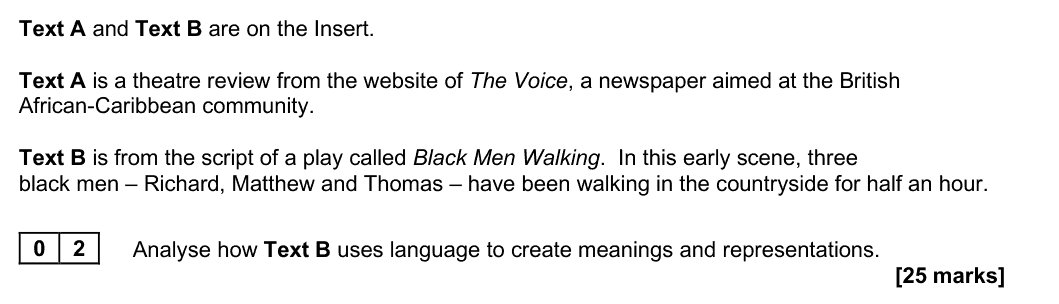 Text A and Text B are on the Insert.
Text A is a theatre review from the website of The Voice, a newspaper aimed at the British
African-Caribbean community.
Text B is from the script of a play called Black Men Walking. In this early scene, three
black men – Richard, Matthew and Thomas – have been walking in the countryside for half an hour.
0 2 Analyse how Text B uses language to create meanings and representations.
[25 marks]